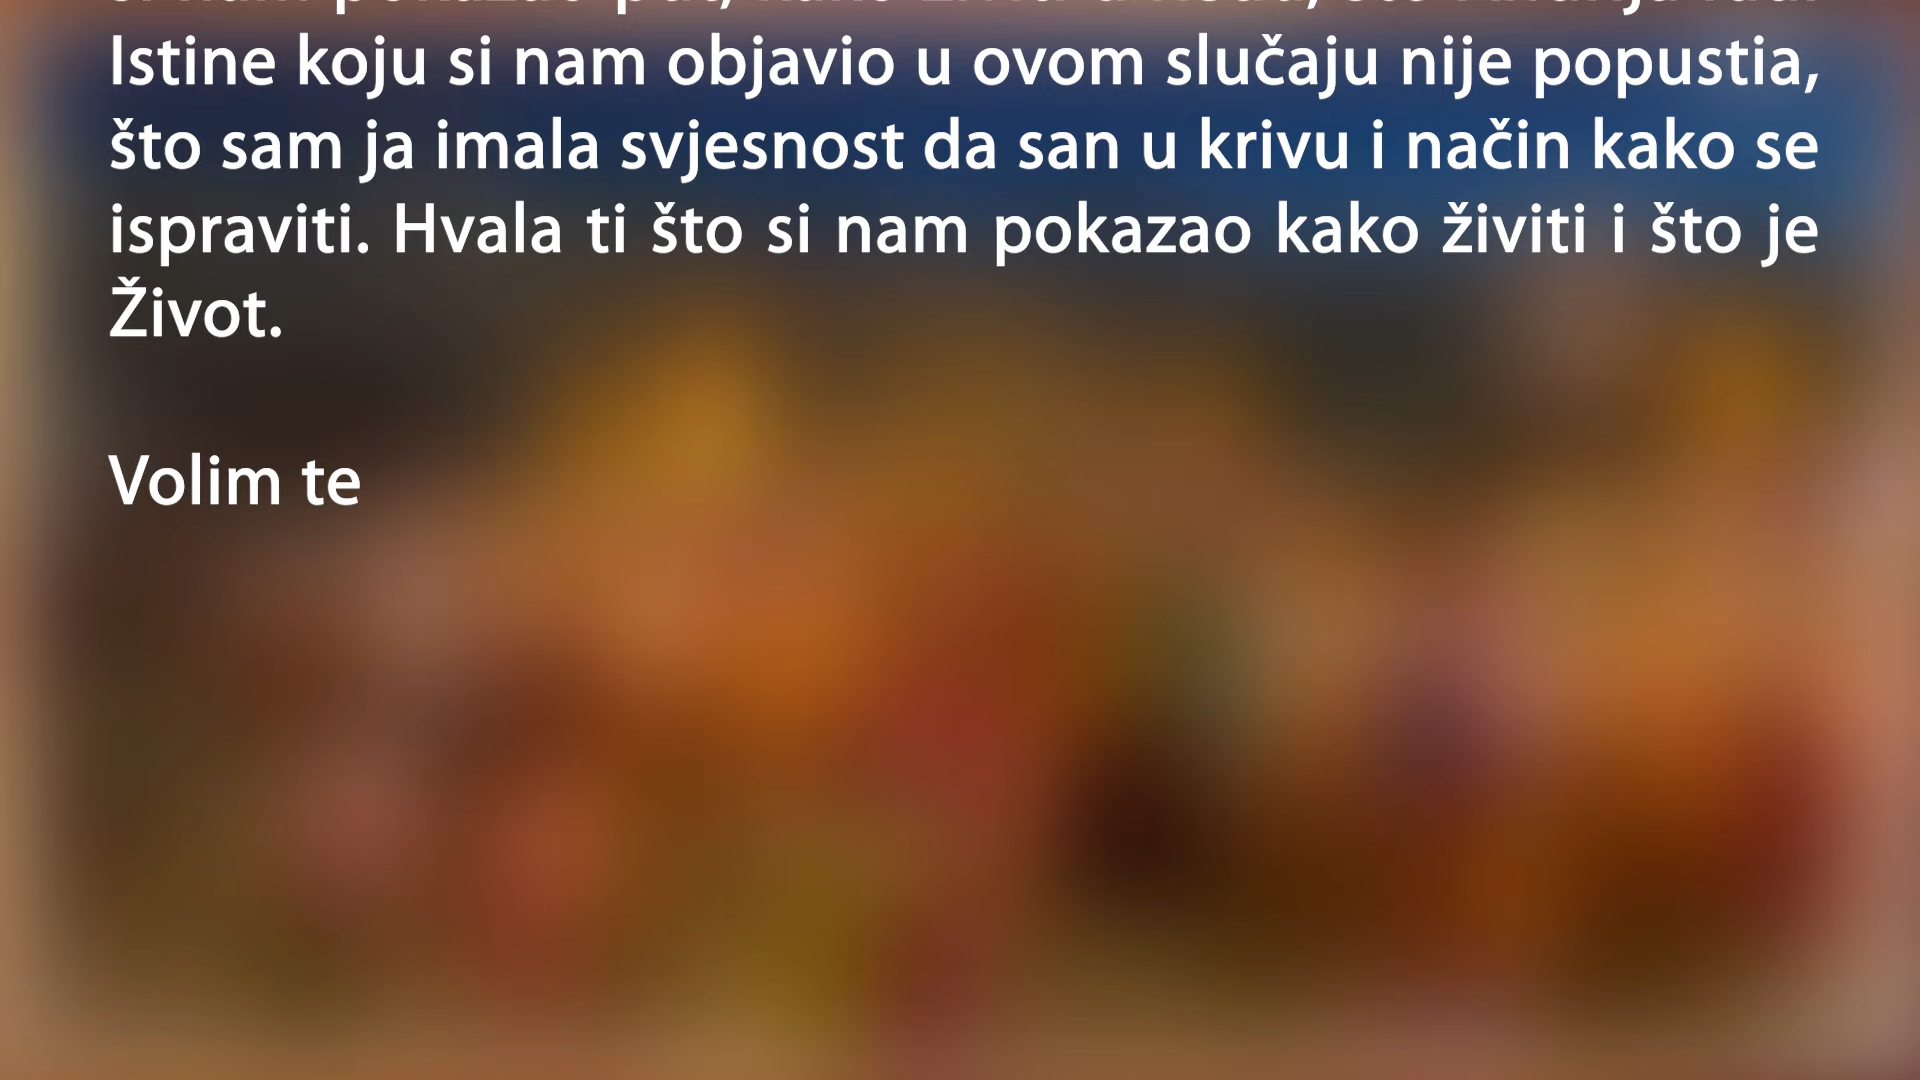 Istine koju si nam objavio u ovom slučaju nije popustia,
što sam ja imala svjesnost da san u krivu i način kako se
ispraviti. Hvala ti što si nam pokazao kako živiti i što je
Život.
Volim te